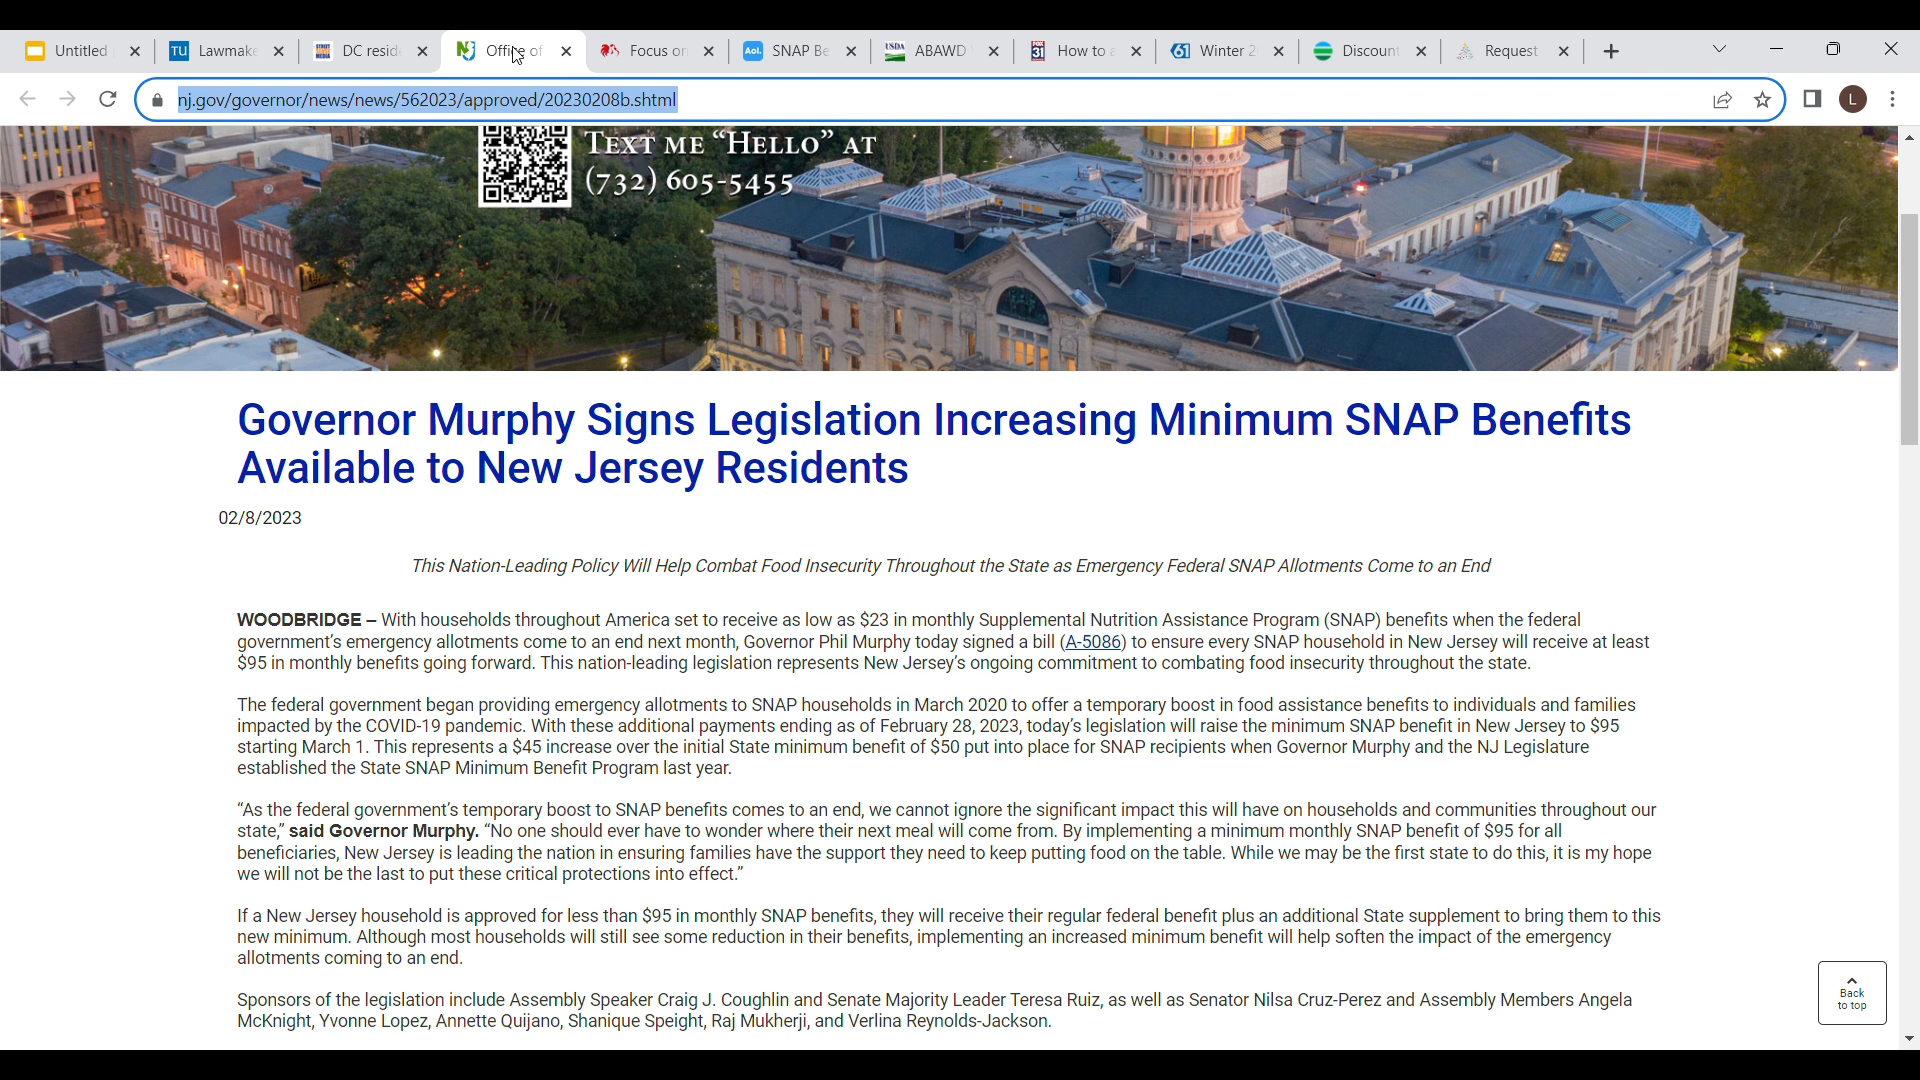 Untitled
Lawmake
DC resid
Office of
Focus on
SNAP Be
ABAWD
How to a
Winter 2
Discount
Request
nj.gov/governor/news/news/562023/approved/20230208b.shtml
L
TEXT ME “HELLO” AT
(732) 605-5455
Governor Murphy Signs Legislation Increasing Minimum SNAP Benefits
Available to New Jersey Residents
02/8/2023
This Nation-Leading Policy Will Help Combat Food Insecurity Throughout the State as Emergency Federal SNAP Allotments Come to an End
WOODBRIDGE – With households throughout America set to receive as low as $23 in monthly Supplemental Nutrition Assistance Program (SNAP) benefits when the federal
government’s emergency allotments come to an end next month, Governor Phil Murphy today signed a bill (A-5086) to ensure every SNAP household in New Jersey will receive at least
$95 in monthly benefits going forward. This nation-leading legislation represents New Jersey’s ongoing commitment to combating food insecurity throughout the state.
The federal government began providing emergency allotments to SNAP households in March 2020 to offer a temporary boost in food assistance benefits to individuals and families
impacted by the COVID-19 pandemic. With these additional payments ending as of February 28, 2023, today’s legislation will raise the minimum SNAP benefit in New Jersey to $95
starting March 1. This represents a $45 increase over the initial State minimum benefit of $50 put into place for SNAP recipients when Governor Murphy and the NJ Legislature
established the State SNAP Minimum Benefit Program last year.
“As the federal government’s temporary boost to SNAP benefits comes to an end, we cannot ignore the significant impact this will have on households and communities throughout our
state,” said Governor Murphy. “No one should ever have to wonder where their next meal will come from. By implementing a minimum monthly SNAP benefit of $95 for all
beneficiaries, New Jersey is leading the nation in ensuring families have the support they need to keep putting food on the table. While we may be the first state to do this, it is my hope
we will not be the last to put these critical protections into effect.”
If a New Jersey household is approved for less than $95 in monthly SNAP benefits, they will receive their regular federal benefit plus an additional State supplement to bring them to this
new minimum. Although most households will still see some reduction in their benefits, implementing an increased minimum benefit will help soften the impact of the emergency
allotments coming to an end.
Sponsors of the legislation include Assembly Speaker Craig J. Coughlin and Senate Majority Leader Teresa Ruiz, as well as Senator Nilsa Cruz-Perez and Assembly Members Angela
McKnight, Yvonne Lopez, Annette Quijano, Shanique Speight, Raj Mukherji, and Verlina Reynolds-Jackson.
Back
to top